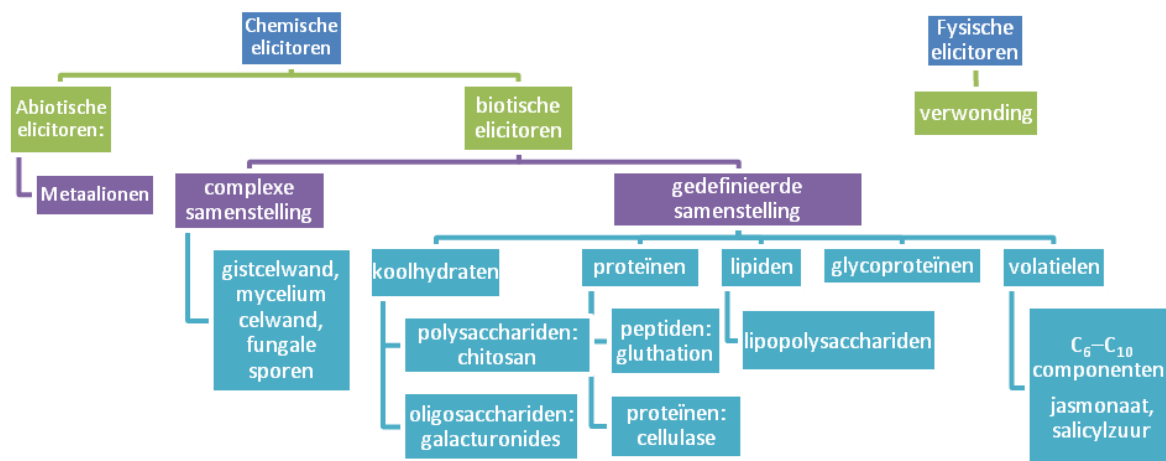 Chemische
elicitoren
Fysische
elicitoren
Abiotische
elicitoren:
biotische
elicitoren
verwonding
Metaalionen
complexe
samenstelling
gedefinieerde
samenstelling
gistcelwand,
mycelium
celwand,
fungale
sporen
koolhydraten
proteïnen
lipiden
glycoproteïnen
volatielen
polysacchariden:
chitosan
peptiden:
gluthation
lipopolysacchariden
C₆–C₁₀
componenten
jasmonaat,
salicylzuur
oligosacchariden:
galacturonides
proteïnen:
cellulase